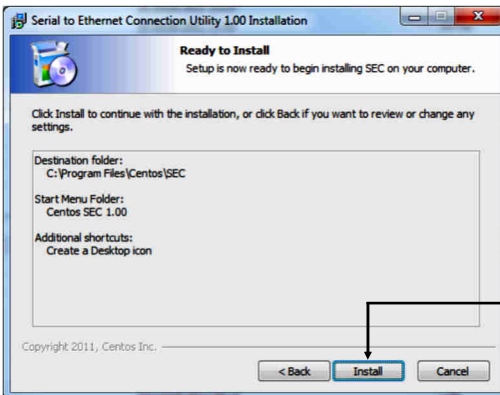 Serial to Ethernet Connection Utility 1.00 Installation
Ready to Install
Setup is now ready to begin installing SEC on your computer.
Click Install to continue with the installation, or click Back if you want to review or change any
settings.
Destination folder:
C:\Program Files\Centos\SEC
Start Menu Folder:
Centos SEC 1.00
Additional shortcuts:
Create a Desktop icon
Copyright 2011, Centos Inc.
< Back Install Cancel